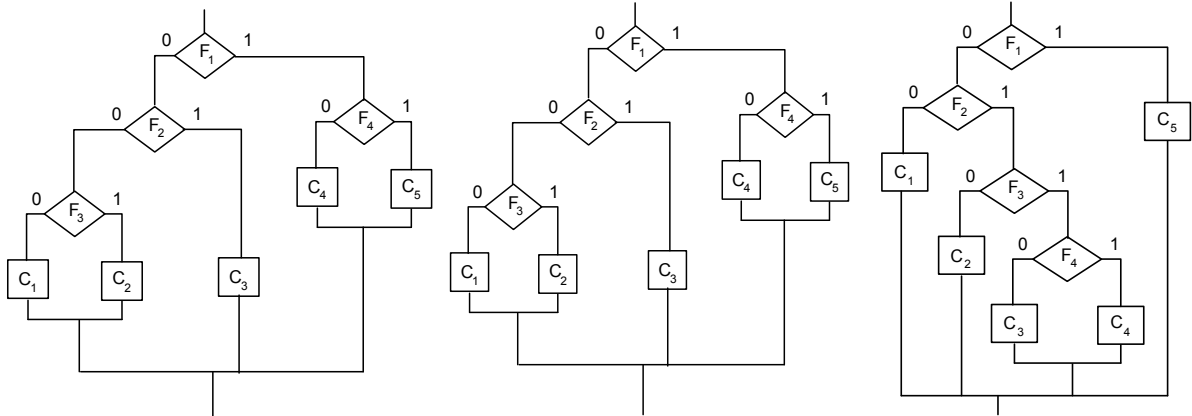 0 F₁ 1
0 F₂ 1
0 F₄ 1
C₄ C₅
0 F₃ 1
C₁ C₂ C₃
0 F₁ 1
0 F₂ 1
0 F₄ 1
C₄ C₅
0 F₃ 1
C₁ C₂ C₃
0 F₁ 1
0 F₂ 1
C₅
C₁
0 F₃ 1
C₂
0 F₄ 1
C₃ C₄